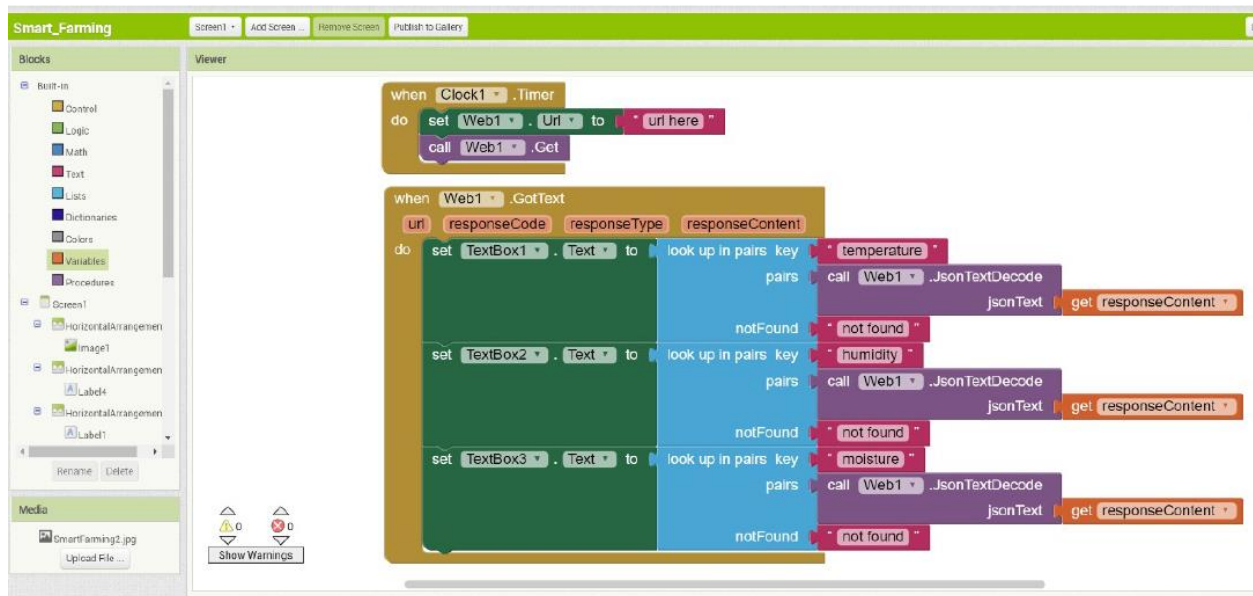 Smart_Farming
Screen1
Add Screen ...
Remove Screen
Publish to Gallery
Blocks
Viewer
Built-in
Control
Logic
Math
Text
Lists
Dictionaries
Colors
Variables
Procedures
Screen1
HorizontalArrangemen
Image1
HorizontalArrangemen
Label4
HorizontalArrangemen
Label1
Rename Delete
Media
SmartFarming2.jpg
Upload File ...
when Clock1 .Timer
do set Web1 . Url to " url here "
call Web1 .Get
when Web1 .GotText
url responseCode responseType responseContent
do set TextBox1 . Text to look up in pairs key " temperature "
pairs call Web1 .JsonTextDecode
jsonText get responseContent
notFound " not found "
set TextBox2 . Text to look up in pairs key " humidity "
pairs call Web1 .JsonTextDecode
jsonText get responseContent
notFound " not found "
set TextBox3 . Text to look up in pairs key " moisture "
pairs call Web1 .JsonTextDecode
jsonText get responseContent
notFound " not found "
0 0
Show Warnings